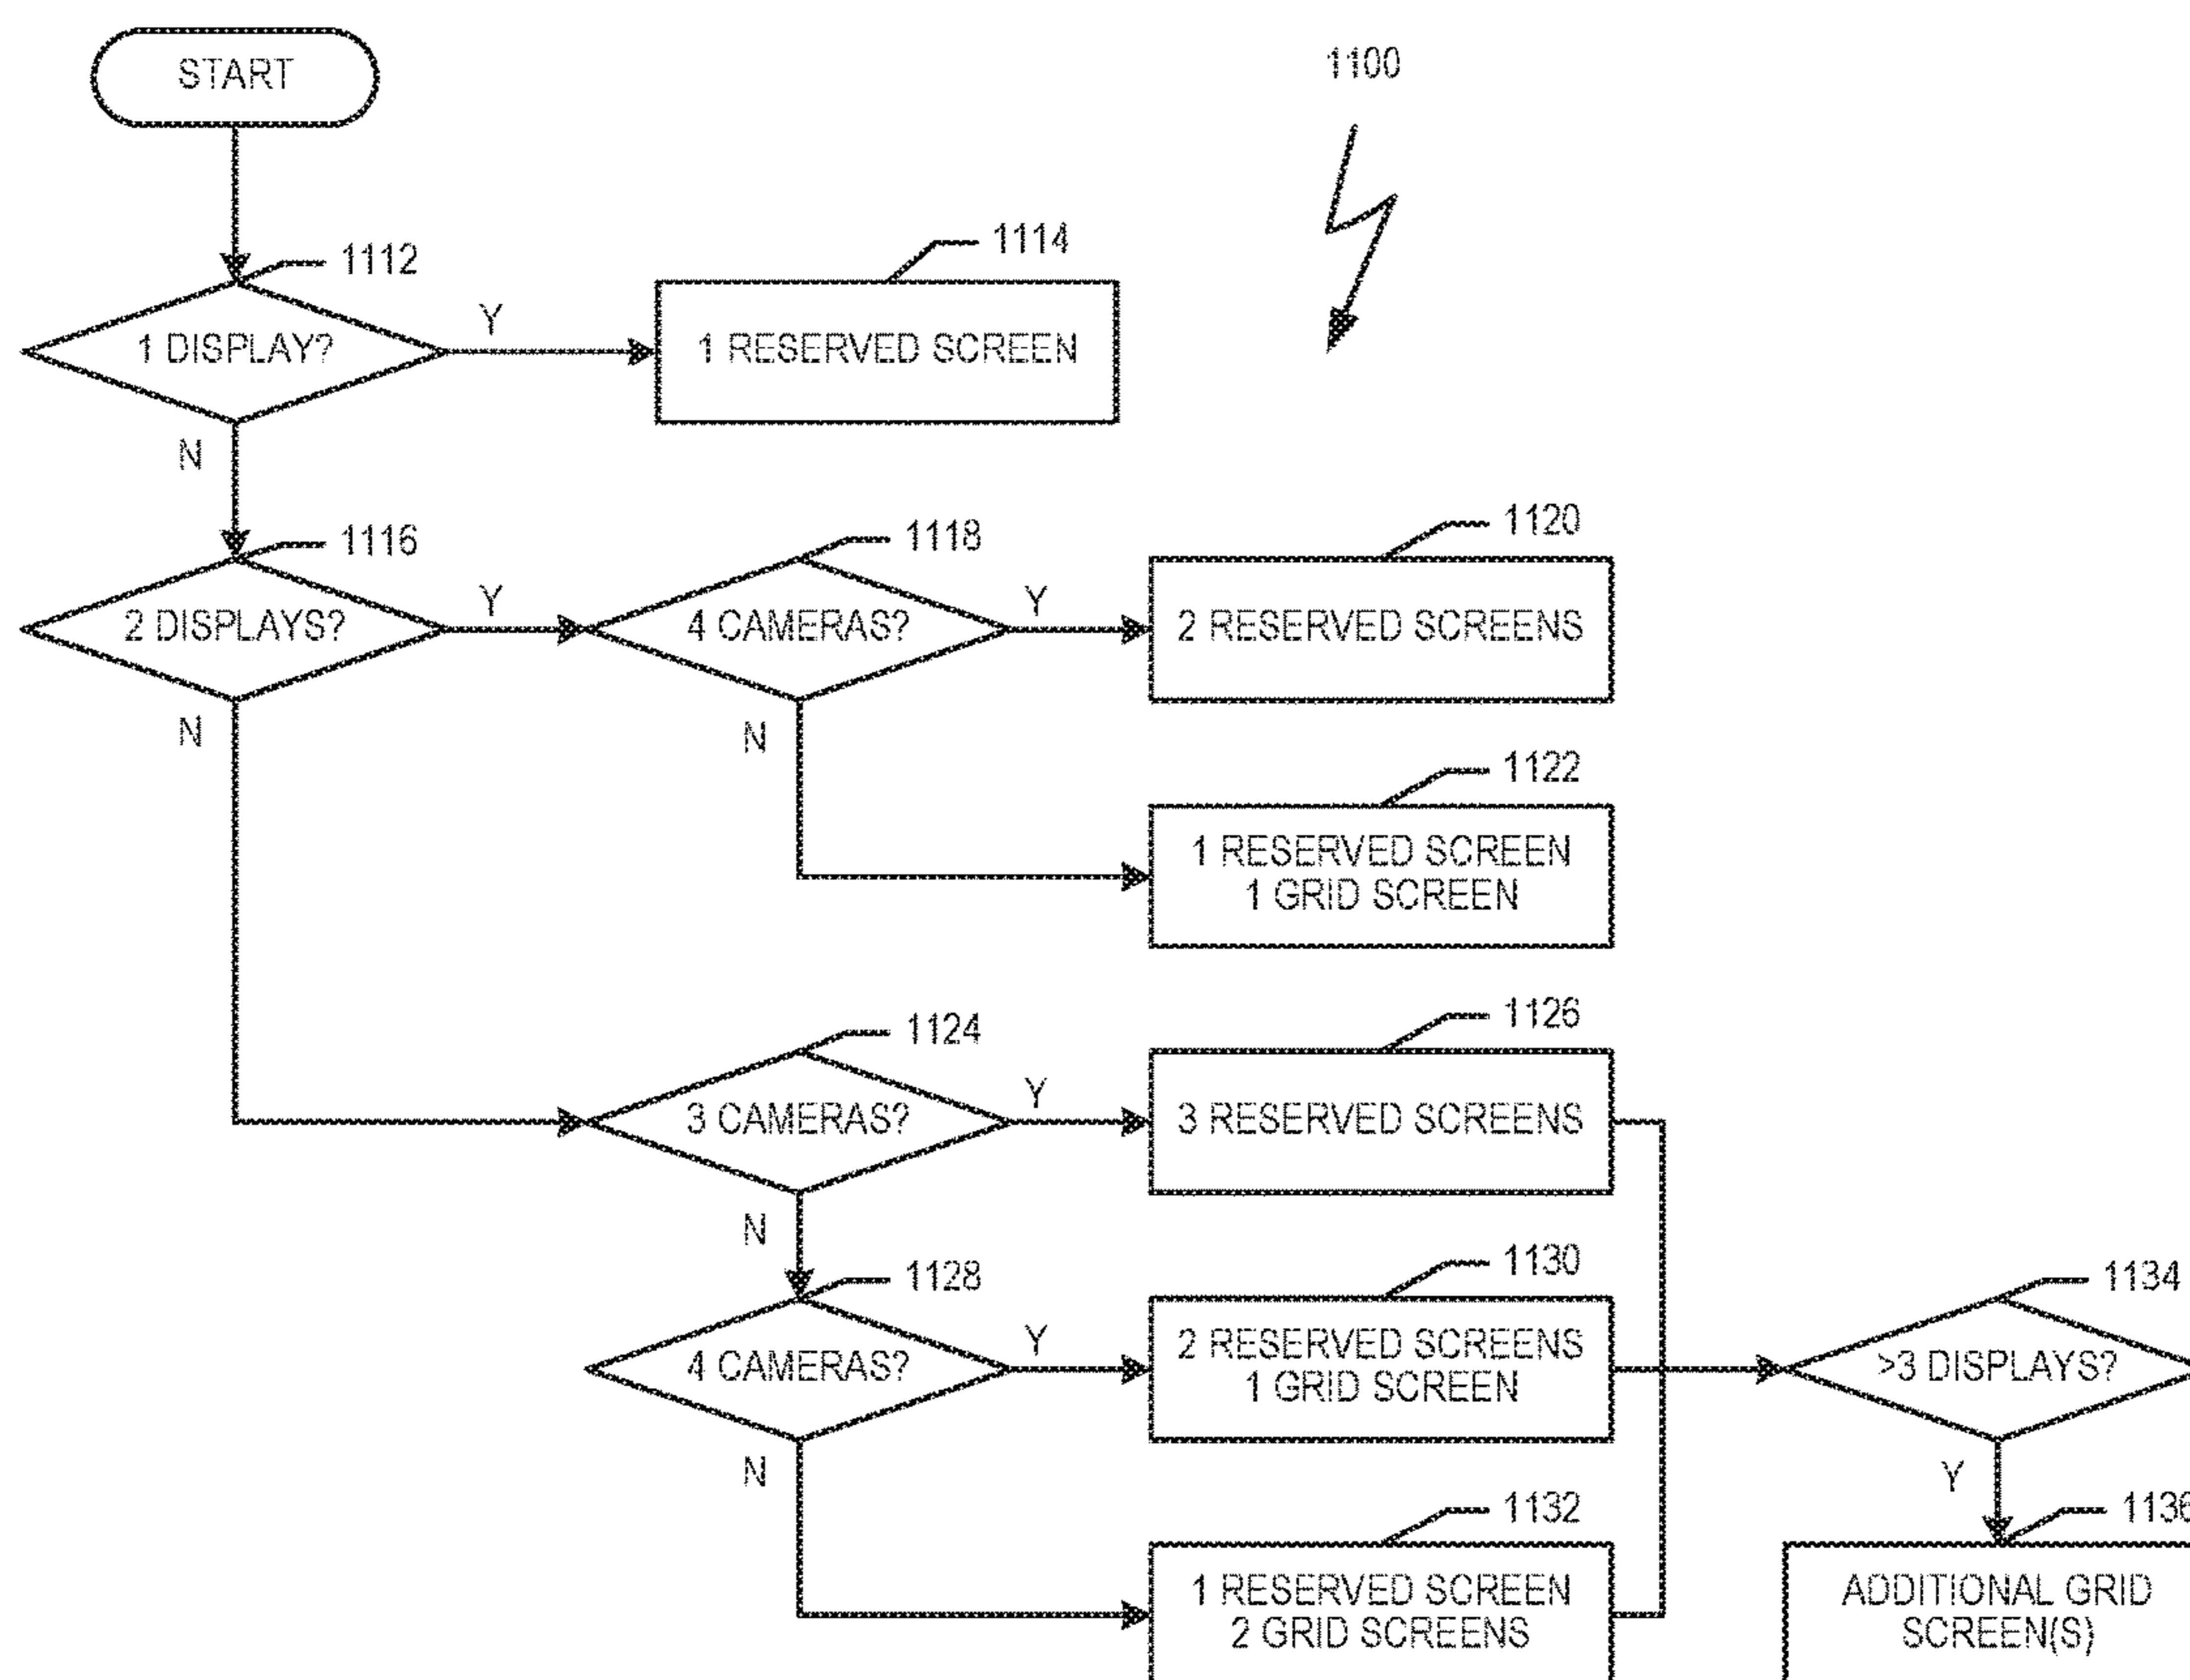 START
1100
1112
1114
1 DISPLAY?
Y
1 RESERVED SCREEN
N
1116
1118
1120
2 DISPLAYS?
Y
4 CAMERAS?
Y
2 RESERVED SCREENS
N
N
1122
1 RESERVED SCREEN
1 GRID SCREEN
1124
1126
3 CAMERAS?
Y
3 RESERVED SCREENS
N
1128
1130
1134
4 CAMERAS?
Y
2 RESERVED SCREENS
1 GRID SCREEN
>3 DISPLAYS?
N
Y
1132
1136
1 RESERVED SCREEN
2 GRID SCREENS
ADDITIONAL GRID
SCREEN(S)